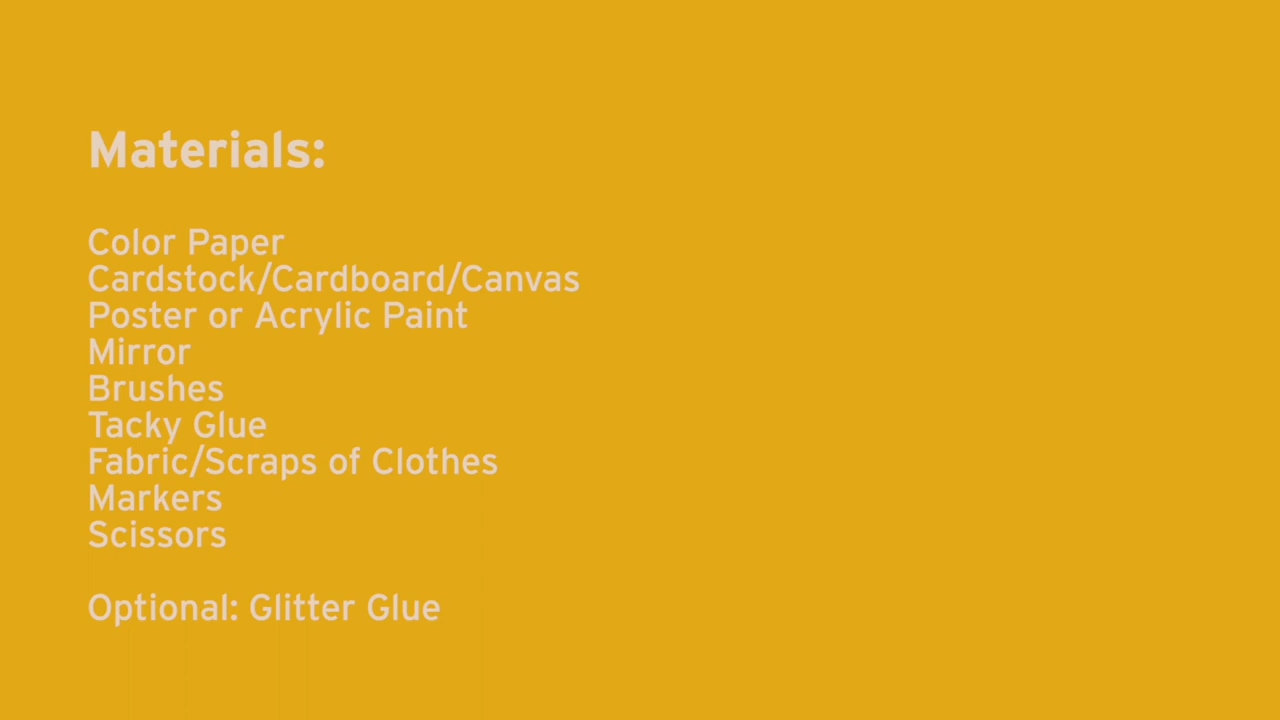 Materials:
Color Paper
Cardstock/Cardboard/Canvas
Poster or Acrylic Paint
Mirror
Brushes
Tacky Glue
Fabric/Scraps of Clothes
Markers
Scissors
Optional: Glitter Glue